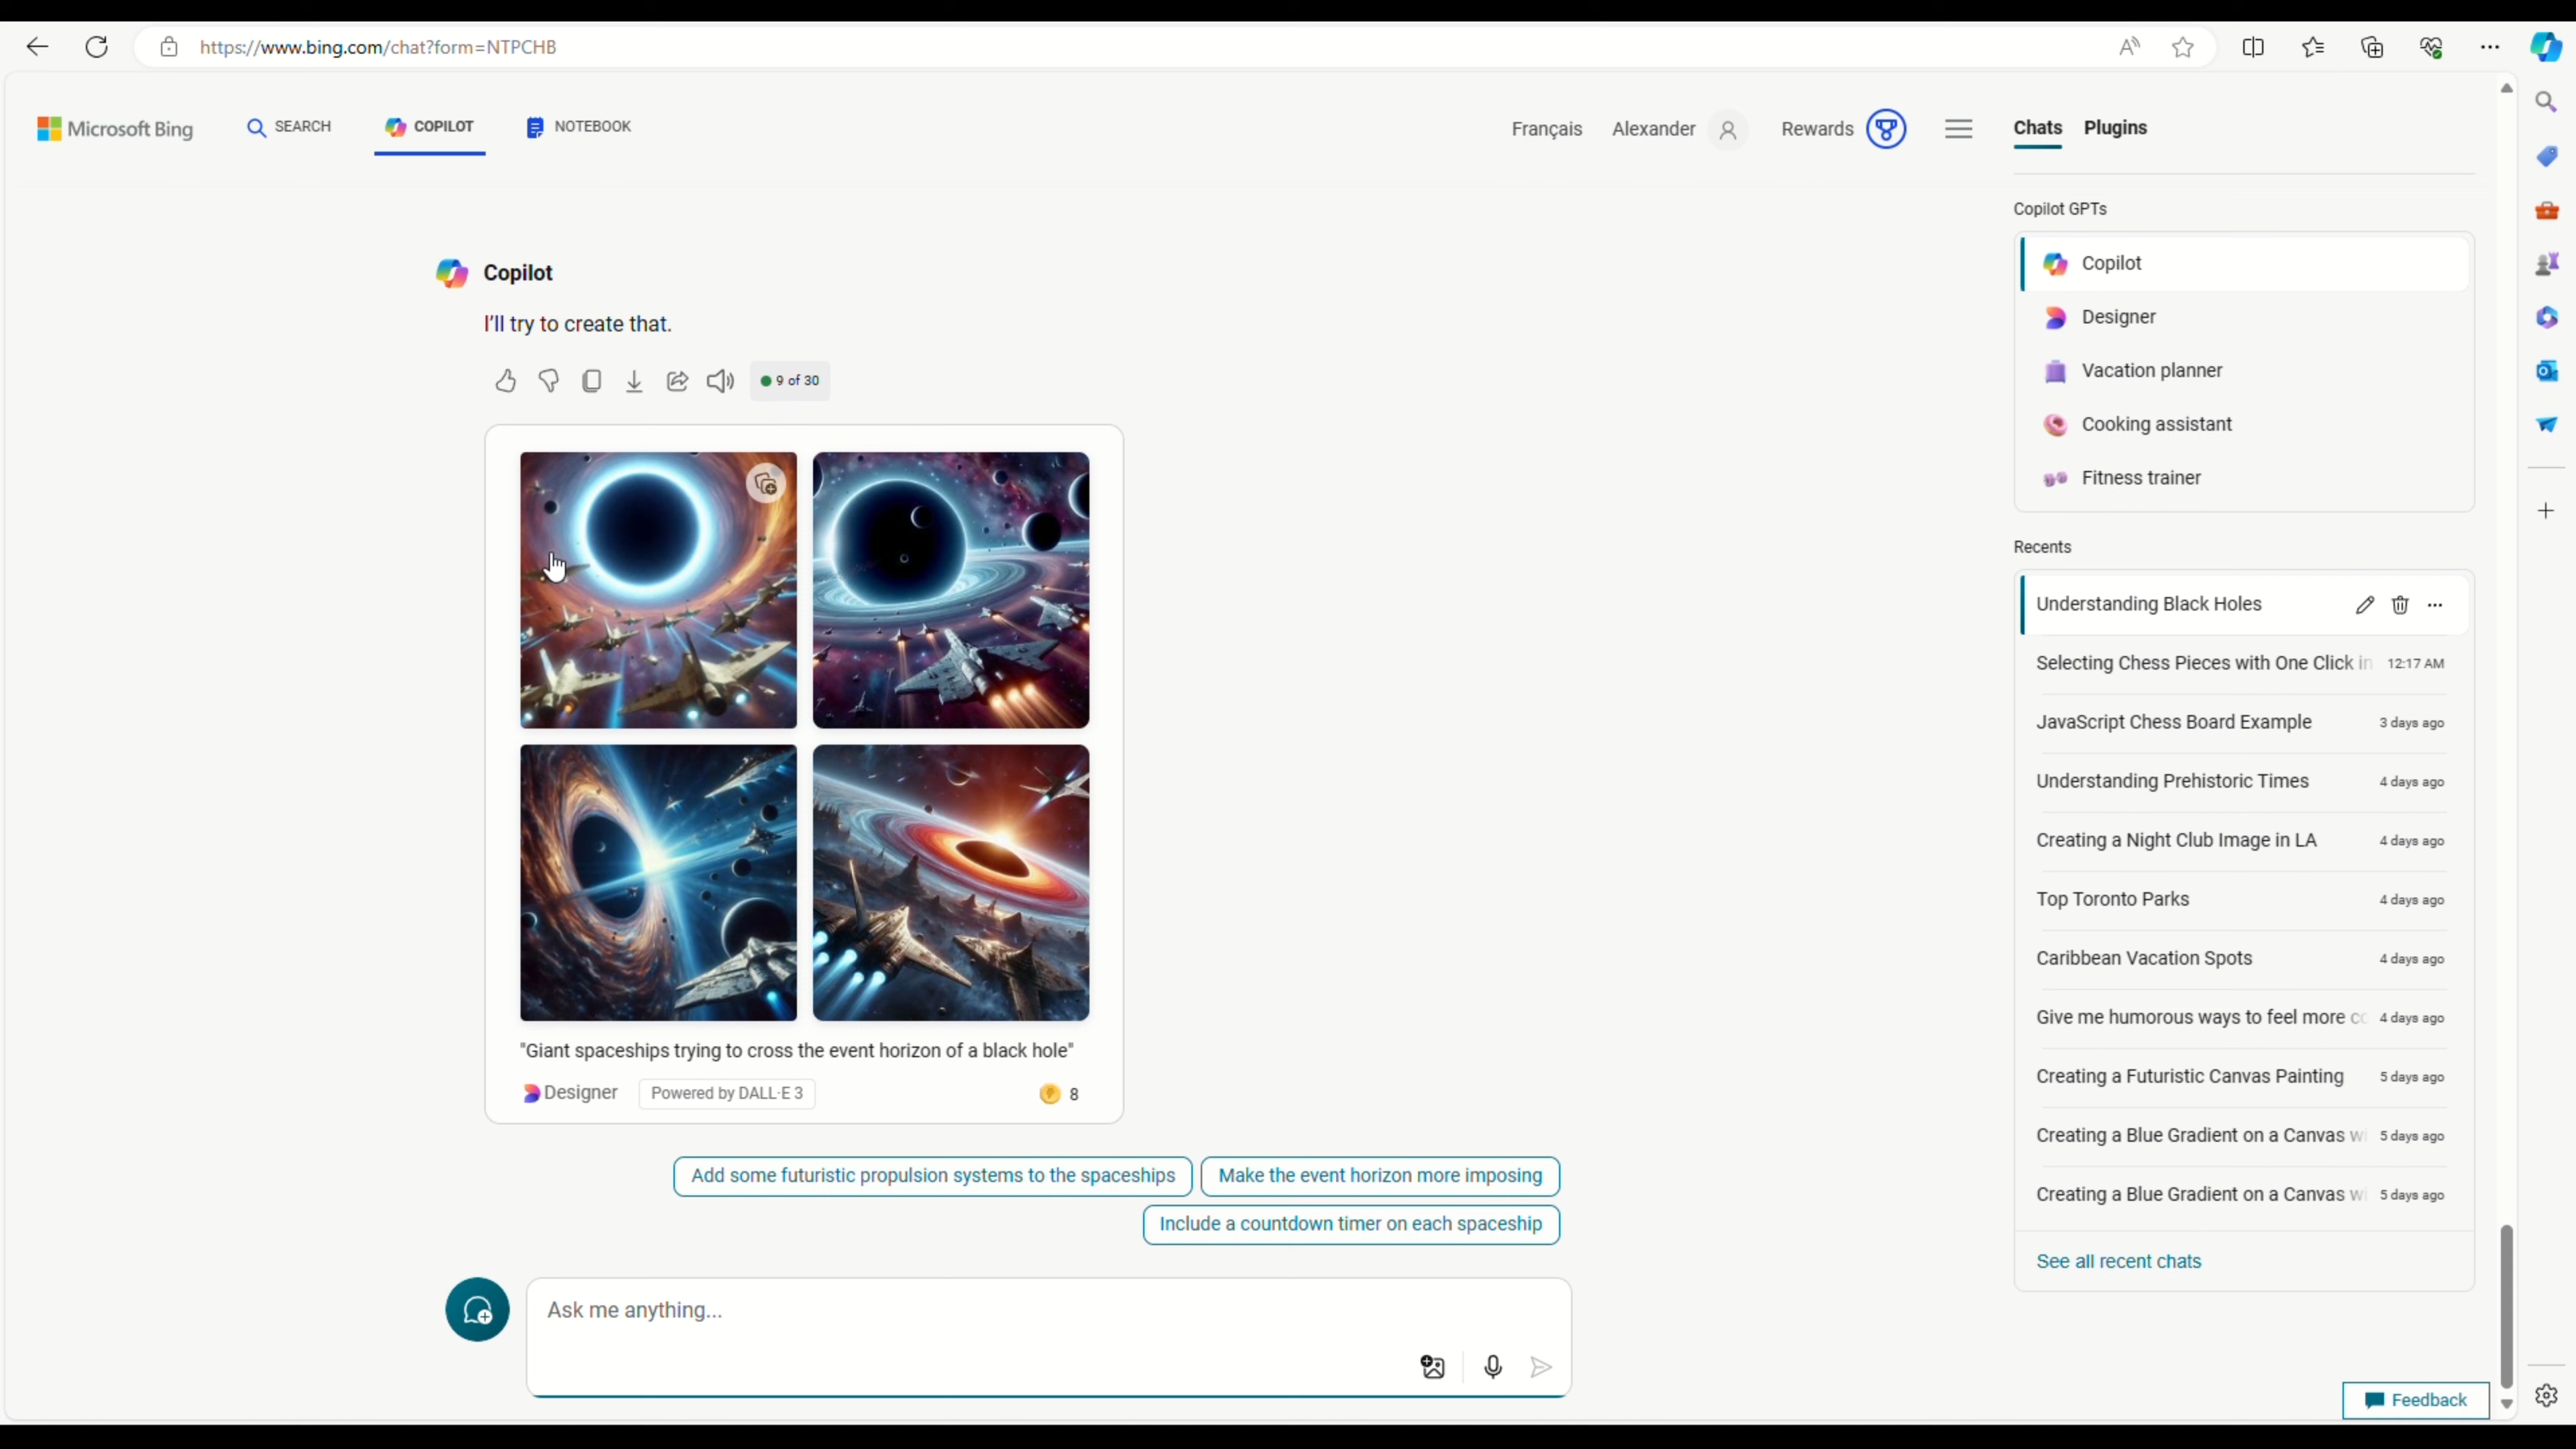 https://www.bing.com/chat?form=NTPCHB
Microsoft Bing
SEARCH
COPILOT
NOTEBOOK
Français
Alexander
Rewards
Chats
Plugins
Copilot
I'll try to create that.
9 of 30
"Giant spaceships trying to cross the event horizon of a black hole"
Designer
Powered by DALL·E 3
8
Add some futuristic propulsion systems to the spaceships
Make the event horizon more imposing
Include a countdown timer on each spaceship
Ask me anything...
Copilot GPTs
Copilot
Designer
Vacation planner
Cooking assistant
Fitness trainer
Recents
Understanding Black Holes
Selecting Chess Pieces with One Click in 12:17 AM
JavaScript Chess Board Example 3 days ago
Understanding Prehistoric Times 4 days ago
Creating a Night Club Image in LA 4 days ago
Top Toronto Parks 4 days ago
Caribbean Vacation Spots 4 days ago
Give me humorous ways to feel more 4 days ago
Creating a Futuristic Canvas Painting 5 days ago
Creating a Blue Gradient on a Canvas 5 days ago
Creating a Blue Gradient on a Canvas 5 days ago
See all recent chats
Feedback